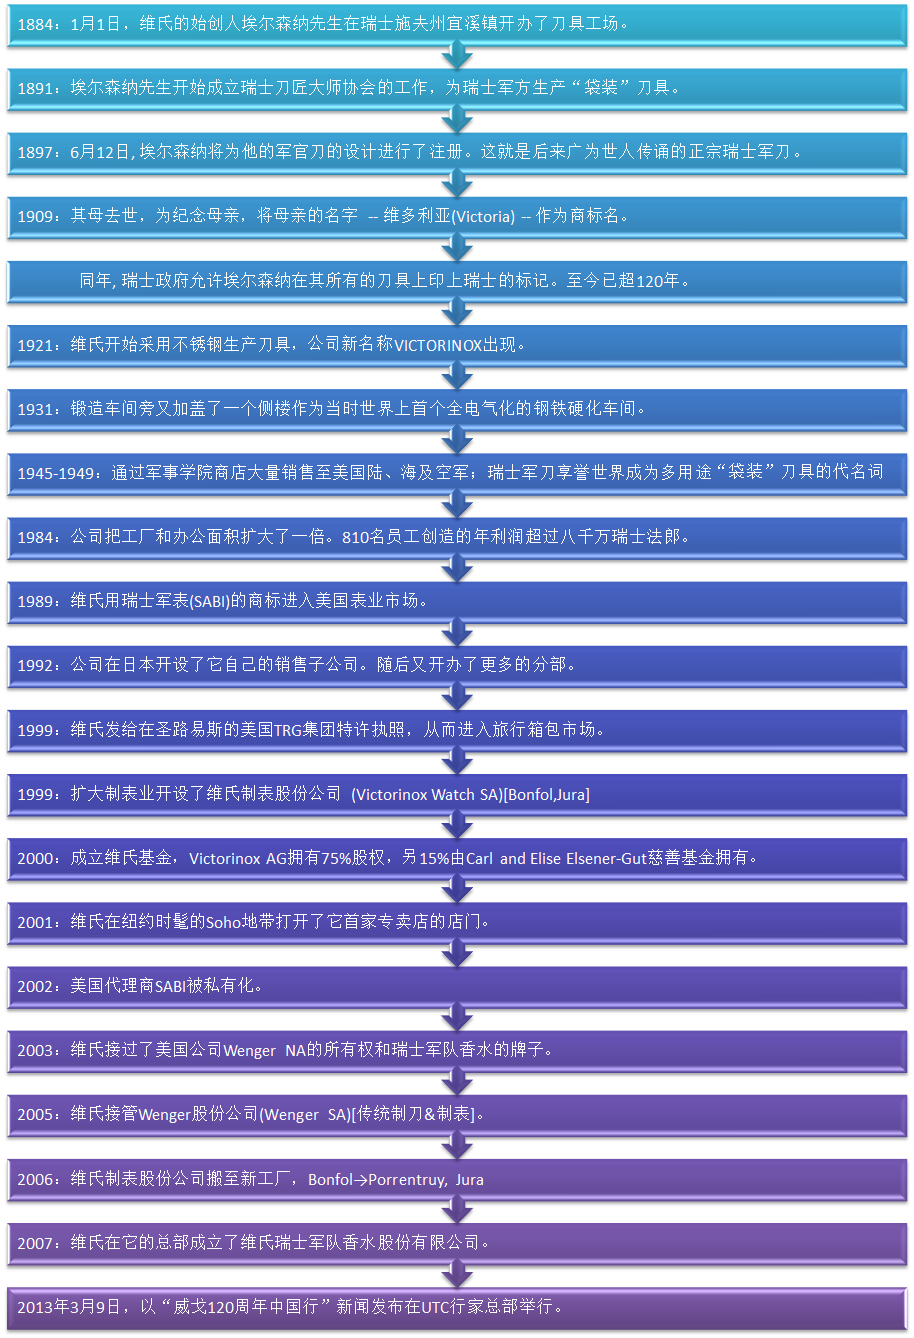 1884：1月1日，维氏的始创人埃尔森纳先生在瑞士施夫州宜溪镇开办了刀具工场。
1891：埃尔森纳先生开始成立瑞士刀匠大师协会的工作，为瑞士军方生产“袋装”刀具。
1897：6月12日, 埃尔森纳将为他的军官刀的设计进行了注册。这就是后来广为世人传诵的正宗瑞士军刀。
1909：其母去世，为纪念母亲，将母亲的名字 -- 维多利亚(Victoria) -- 作为商标名。
同年, 瑞士政府允许埃尔森纳在其所有的刀具上印上瑞士的标记。至今已超120年。
1921：维氏开始采用不锈钢生产刀具，公司新名称VICTORINOX出现。
1931：锻造车间旁又加盖了一个侧楼作为当时世界上首个全电气化的钢铁硬化车间。
1945-1949：通过军事学院商店大量销售至美国陆、海及空军；瑞士军刀享誉世界成为多用途“袋装”刀具的代名词
1984：公司把工厂和办公面积扩大了一倍。810名员工创造的年利润超过八千万瑞士法郎。
1989：维氏用瑞士军表(SABI)的商标进入美国表业市场。
1992：公司在日本开设了它自己的销售子公司。随后又开办了更多的分部。
1999：维氏发给在圣路易斯的美国TRG集团特许执照，从而进入旅行箱包市场。
1999：扩大制表业开设了维氏制表股份公司 (Victorinox Watch SA)[Bonfol,Jura]
2000：成立维氏基金，Victorinox AG拥有75%股权，另15%由Carl and Elise Elsener-Gut慈善基金拥有。
2001：维氏在纽约时髦的Soho地带打开了它首家专卖店的店门。
2002：美国代理商SABI被私有化。
2003：维氏接过了美国公司Wenger NA的所有权和瑞士军队香水的牌子。
2005：维氏接管Wenger股份公司(Wenger SA)[传统制刀&制表]。
2006：维氏制表股份公司搬至新工厂，Bonfol→Porrentruy, Jura
2007：维氏在它的总部成立了维氏瑞士军队香水股份有限公司。
2013年3月9日，以“威戈120周年中国行”新闻发布在UTC行家总部举行。